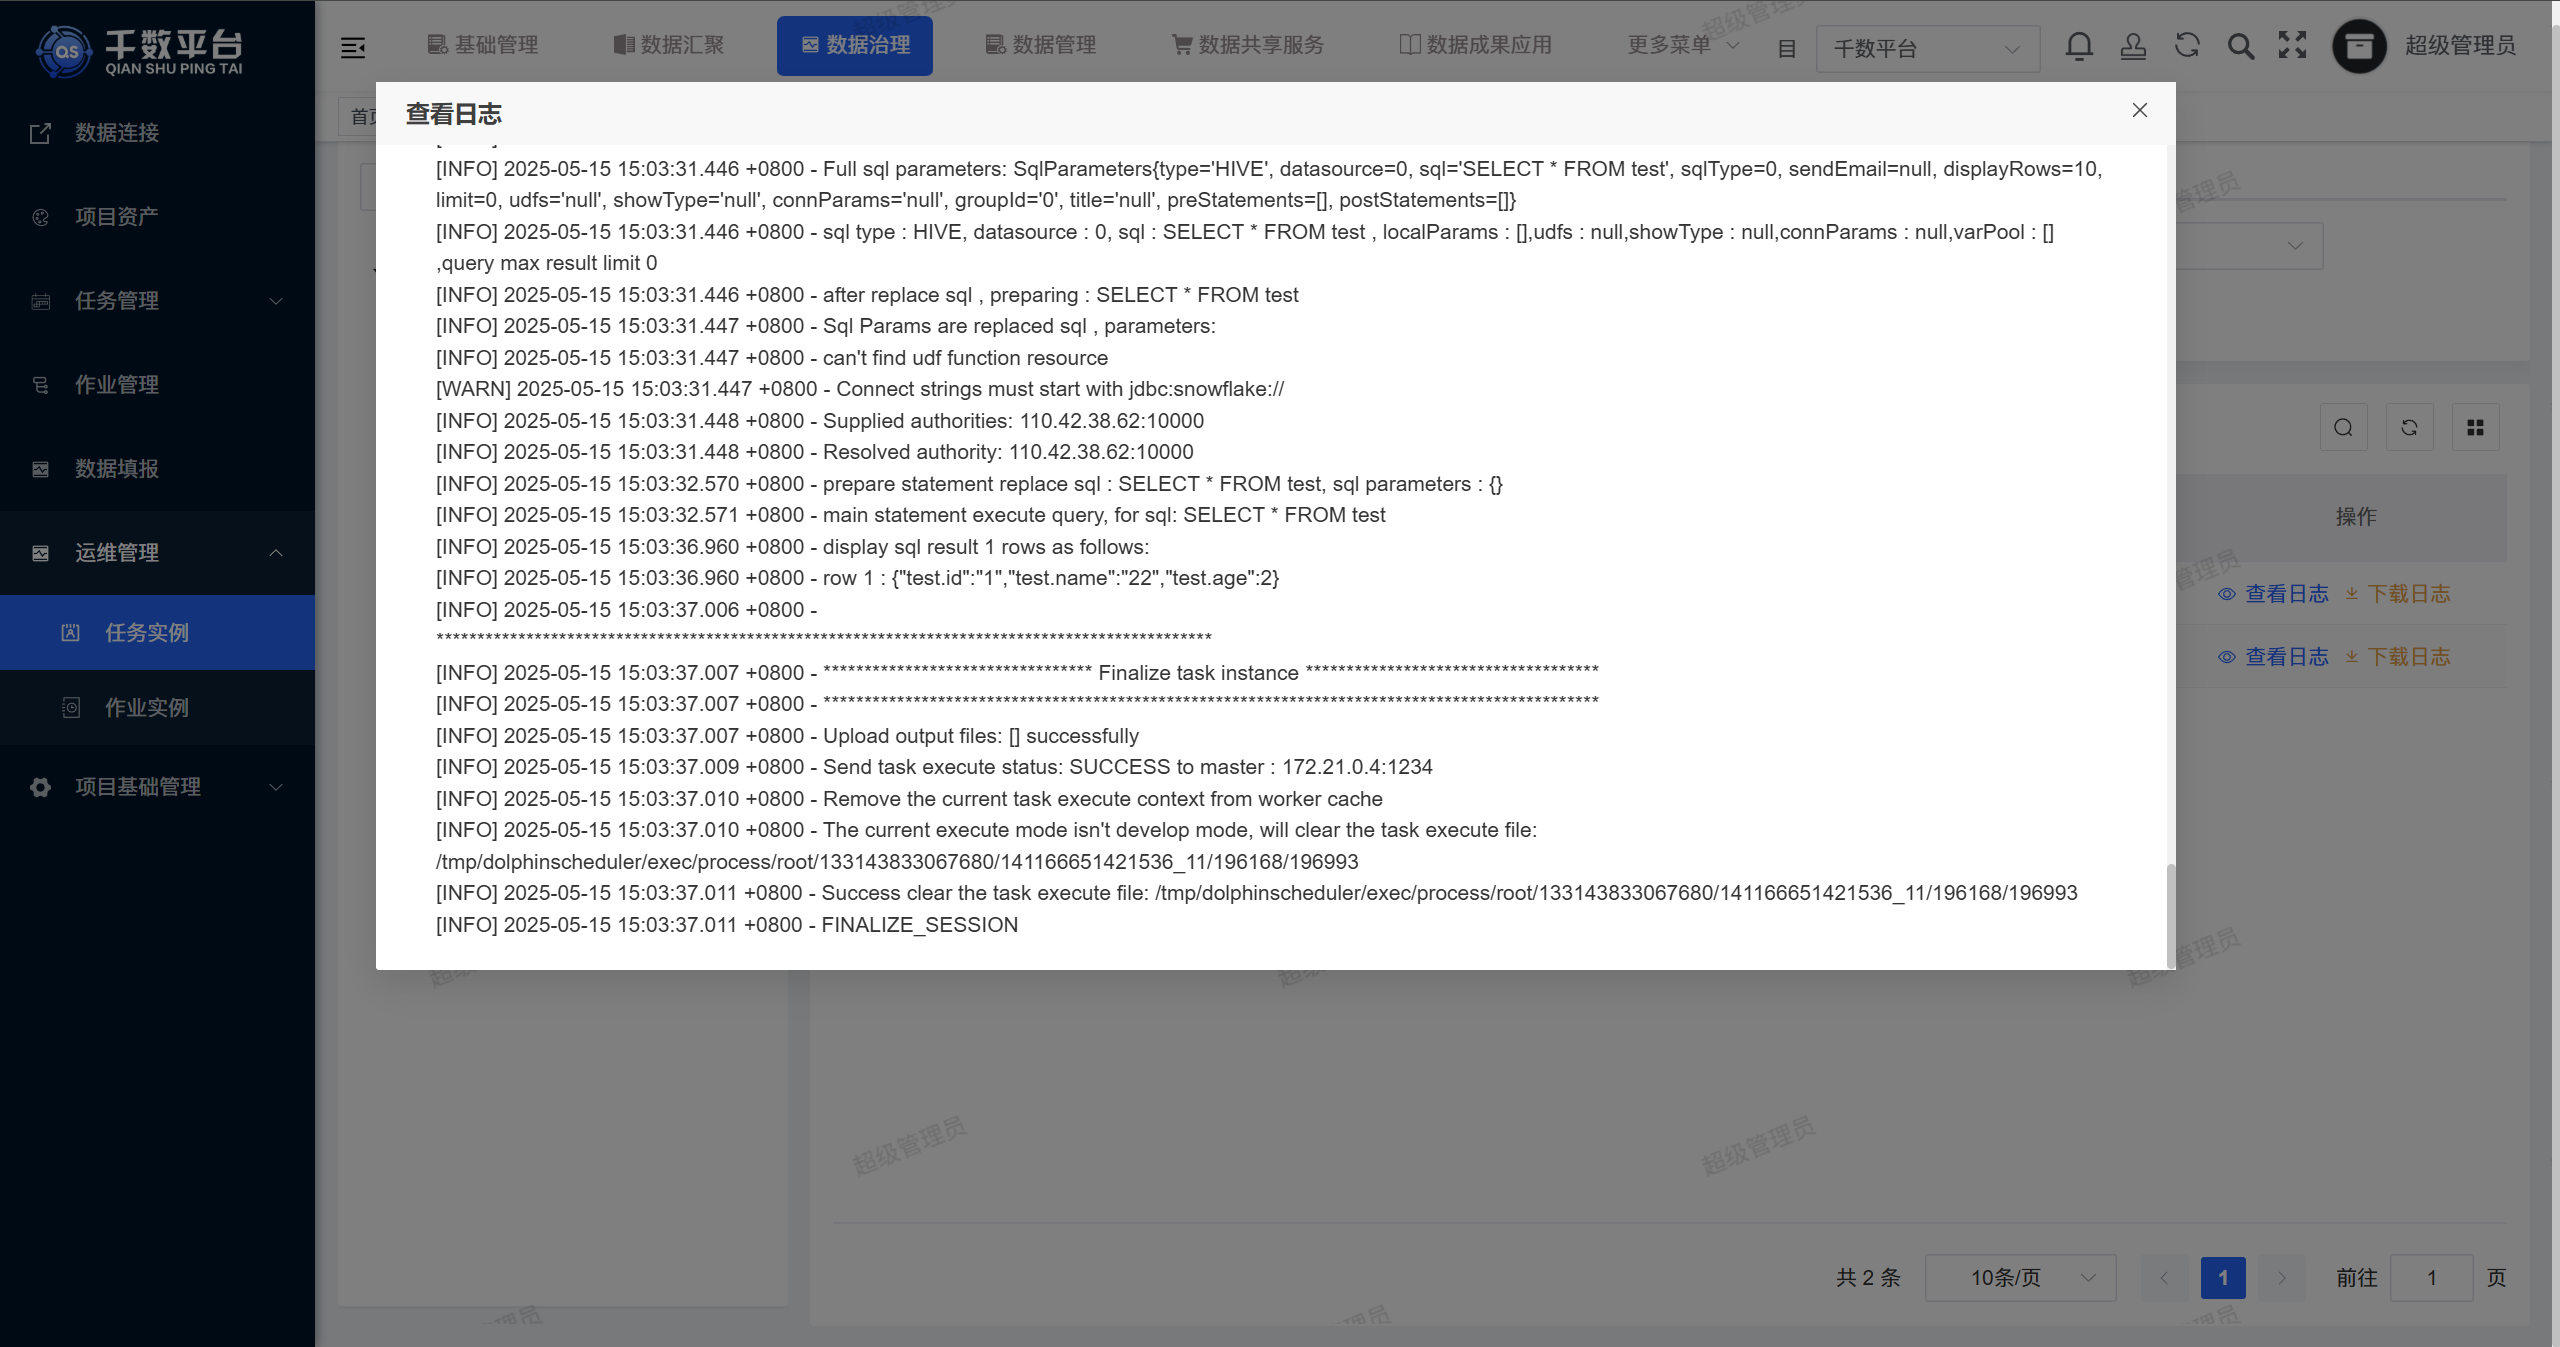 千数平台
QIAN SHU PING TAI
基础管理
数据汇聚
数据治理
数据管理
数据共享服务
数据成果应用
更多菜单
千数平台
超级管理员
数据连接
项目资产
任务管理
作业管理
数据填报
运维管理
任务实例
作业实例
项目基础管理
查看日志
[INFO] 2025-05-15 15:03:31.446 +0800 - Full sql parameters: SqlParameters{type='HIVE', datasource=0, sql='SELECT * FROM test', sqlType=0, sendEmail=null, displayRows=10,
limit=0, udfs='null', showType='null', connParams='null', groupId='0', title='null', preStatements=[], postStatements=[]}
[INFO] 2025-05-15 15:03:31.446 +0800 - sql type : HIVE, datasource : 0, sql : SELECT * FROM test , localParams : [],udfs : null,showType : null,connParams : null,varPool : []
,query max result limit 0
[INFO] 2025-05-15 15:03:31.446 +0800 - after replace sql , preparing : SELECT * FROM test
[INFO] 2025-05-15 15:03:31.447 +0800 - Sql Params are replaced sql , parameters:
[INFO] 2025-05-15 15:03:31.447 +0800 - can't find udf function resource
[WARN] 2025-05-15 15:03:31.447 +0800 - Connect strings must start with jdbc:snowflake://
[INFO] 2025-05-15 15:03:31.448 +0800 - Supplied authorities: 110.42.38.62:10000
[INFO] 2025-05-15 15:03:31.448 +0800 - Resolved authority: 110.42.38.62:10000
[INFO] 2025-05-15 15:03:32.570 +0800 - prepare statement replace sql : SELECT * FROM test, sql parameters : {}
[INFO] 2025-05-15 15:03:32.571 +0800 - main statement execute query, for sql: SELECT * FROM test
[INFO] 2025-05-15 15:03:36.960 +0800 - display sql result 1 rows as follows:
[INFO] 2025-05-15 15:03:36.960 +0800 - row 1 : {"test.id":"1","test.name":"22","test.age":2}
[INFO] 2025-05-15 15:03:37.006 +0800 -
***********************************************************************************************
[INFO] 2025-05-15 15:03:37.007 +0800 - ********************************* Finalize task instance ************************************
[INFO] 2025-05-15 15:03:37.007 +0800 - ***********************************************************************************************
[INFO] 2025-05-15 15:03:37.007 +0800 - Upload output files: [] successfully
[INFO] 2025-05-15 15:03:37.009 +0800 - Send task execute status: SUCCESS to master : 172.21.0.4:1234
[INFO] 2025-05-15 15:03:37.010 +0800 - Remove the current task execute context from worker cache
[INFO] 2025-05-15 15:03:37.010 +0800 - The current execute mode isn't develop mode, will clear the task execute file:
/tmp/dolphinscheduler/exec/process/root/133143833067680/141166651421536_11/196168/196993
[INFO] 2025-05-15 15:03:37.011 +0800 - Success clear the task execute file: /tmp/dolphinscheduler/exec/process/root/133143833067680/141166651421536_11/196168/196993
[INFO] 2025-05-15 15:03:37.011 +0800 - FINALIZE_SESSION
操作
查看日志 下载日志
查看日志 下载日志
超级管理员
超级管理员
共 2 条
10条/页
1
前往
1
页